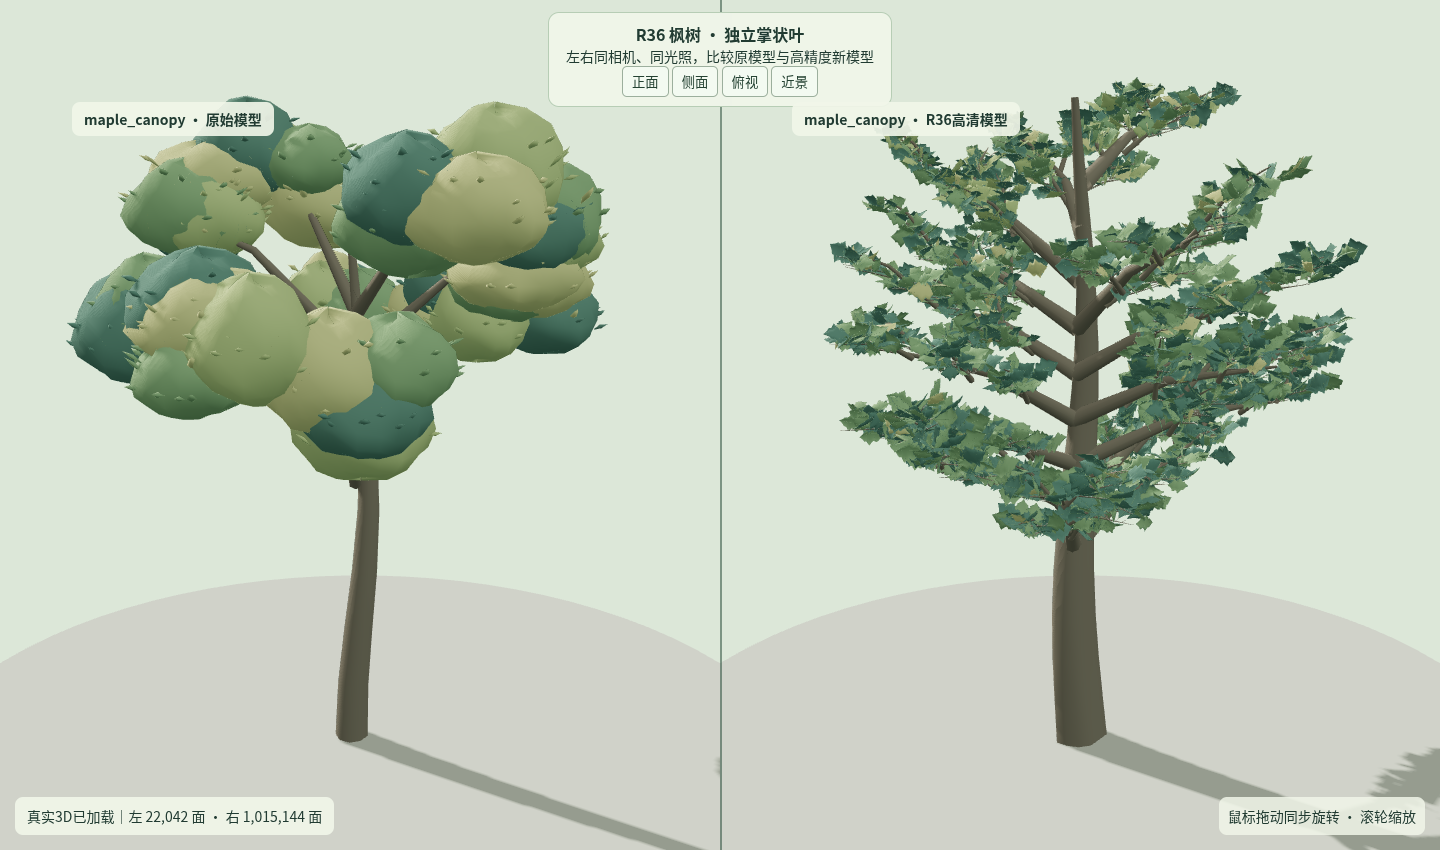 R36 枫树 · 独立掌状叶
左右同相机、同光照，比较原模型与高精度新模型
正面 侧面 俯视 近景
maple_canopy · 原始模型
maple_canopy · R36高清模型
真实3D已加载｜左 22,042 面 · 右 1,015,144 面
鼠标拖动同步旋转 · 滚轮缩放